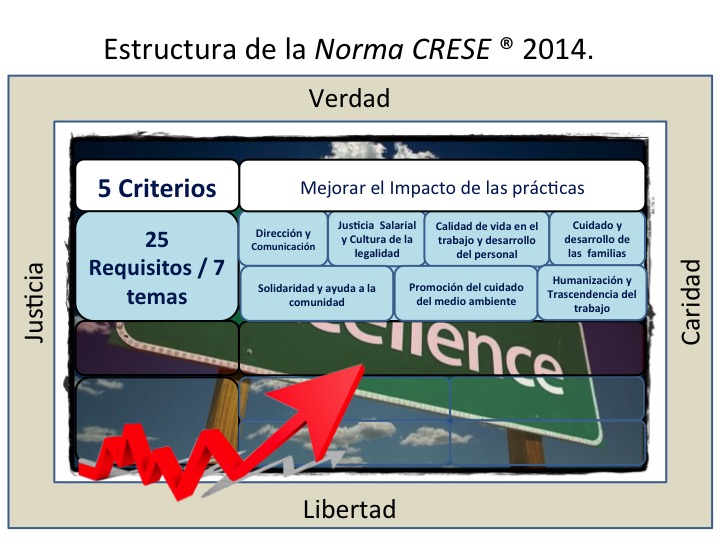 Estructura de la Norma CRESE ® 2014.
Verdad
Justicia
5 Criterios
Mejorar el Impacto de las prácticas
25
Requisitos / 7
temas
Dirección y
Comunicación
Justicia Salarial
y Cultura de la
legalidad
Calidad de vida en el
trabajo y desarrollo
del personal
Cuidado y
desarrollo de
las familias
Solidaridad y ayuda a la
comunidad
Promoción del cuidado
del medio ambiente
Humanización y
Trascendencia del
trabajo
cellence
Caridad
Libertad